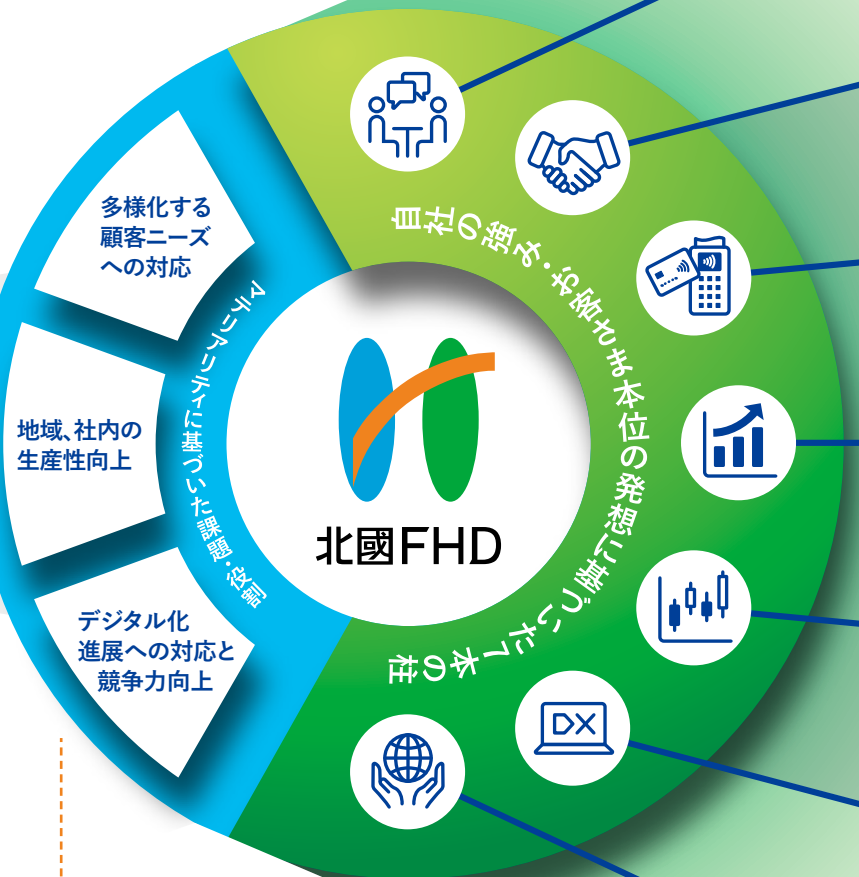 自社の強み・お客さま本位の発想に基づいた7本の柱
多様化する
顧客ニーズ
への対応
マテリアリティに基づいた課題・役割
地域、社内の
生産性向上
北國FHD
デジタル化
進展への対応と
競争力向上
DX